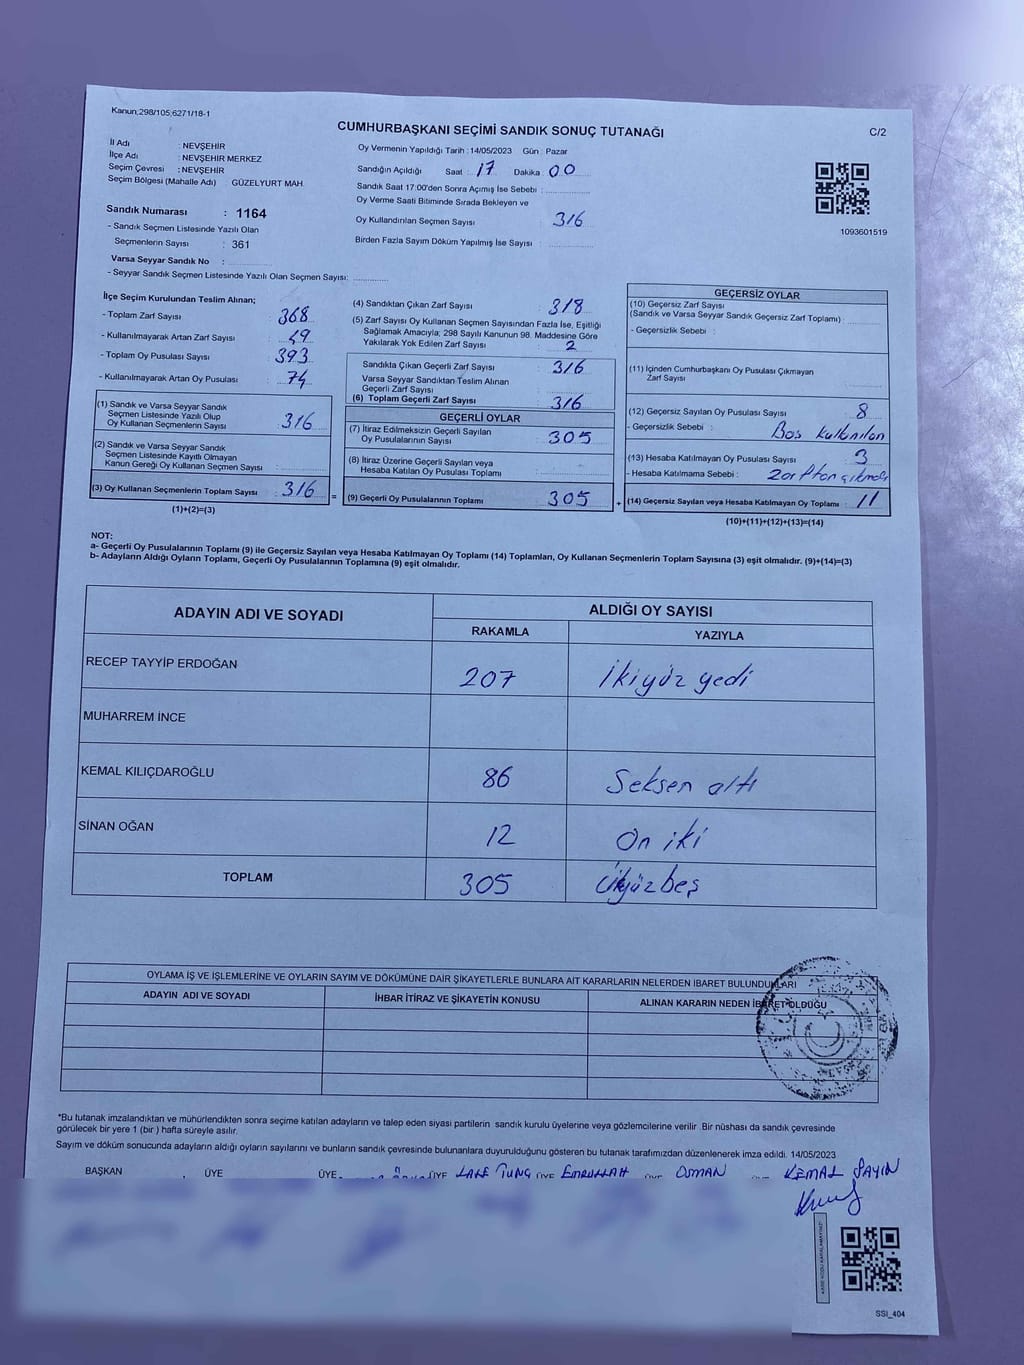 Kanun;298/105;6271/18-1
CUMHURBAŞKANI SEÇİMİ SANDIK SONUÇ TUTANAĞI
C/2
İl Adı : NEVŞEHİR
İlçe Adı : NEVŞEHİR MERKEZ
Seçim Çevresi : NEVŞEHİR
Seçim Bölgesi (Mahalle Adı) GÜZELYURT MAH.
Sandık Numarası : 1164
- Sandık Seçmen Listesinde Yazılı Olan
Seçmenlerin Sayısı : 361
Varsa Seyyar Sandık No :
- Seyyar Sandık Seçmen Listesinde Yazılı Olan Seçmen Sayısı:
Oy Vermenin Yapıldığı Tarih :14/05/2023 Gün : Pazar
Sandığın Açıldığı Saat : 17 Dakika : 00
Sandık Saat 17:00'den Sonra Açımış İse Sebebi :
Oy Verme Saati Bitiminde Sırada Bekleyen ve
Oy Kullandırılan Seçmen Sayısı : 316
Birden Fazla Sayım Döküm Yapılmış İse Sayısı :
1093601519
İlçe Seçim Kurulundan Teslim Alınan;
- Toplam Zarf Sayısı : 368
- Kullanılmayarak Artan Zarf Sayısı : 49
- Toplam Oy Pusulası Sayısı : 393
- Kullanılmayarak Artan Oy Pusulası : 74
(1) Sandık ve Varsa Seyyar Sandık
Seçmen Listesinde Yazılı Olup
Oy Kullanan Seçmenlerin Sayısı : 316
(2) Sandık ve Varsa Seyyar Sandık
Seçmen Listesinde Kayıtlı Olmayan
Kanun Gereği Oy Kullanan Seçmen Sayısı :
(3) Oy Kullanan Seçmenlerin Toplam Sayısı : 316 =
(1)+(2)=(3)
(4) Sandıktan Çıkan Zarf Sayısı : 318
(5) Zarf Sayısı Oy Kullanan Seçmen Sayısından Fazla İse, Eşitliği
Sağlamak Amacıyla; 298 Sayılı Kanunun 98. Maddesine Göre
Yakılarak Yok Edilen Zarf Sayısı : 2
Sandıkta Çıkan Geçerli Zarf Sayısı : 316
Varsa Seyyar Sandıktan Teslim Alınan
Geçerli Zarf Sayısı :
(6) Toplam Geçerli Zarf Sayısı : 316
GEÇERLİ OYLAR
(7) İtiraz Edilmeksizin Geçerli Sayılan
Oy Pusulalarının Sayısı : 305
(8) İtiraz Üzerine Geçerli Sayılan veya
Hesaba Katılan Oy Pusulası Toplamı :
(9) Geçerli Oy Pusulalarının Toplamı : 305 +
GEÇERSİZ OYLAR
(10) Geçersiz Zarf Sayısı
(Sandık ve Varsa Seyyar Sandık Geçersiz Zarf Toplamı) :
- Geçersizlik Sebebi :
(11) İçinden Cumhurbaşkanı Oy Pusulası Çıkmayan
Zarf Sayısı :
(12) Geçersiz Sayılan Oy Pusulası Sayısı : 8
- Geçersizlik Sebebi : Boş kullanılan
(13) Hesaba Katılmayan Oy Pusulası Sayısı : 3
- Hesaba Katılmama Sebebi : Zarftan çıkmadı
(14) Geçersiz Sayılan veya Hesaba Katılmayan Oy Toplamı : 11
(10)+(11)+(12)+(13)=(14)
NOT:
a- Geçerli Oy Pusulalarının Toplamı (9) ile Geçersiz Sayılan veya Hesaba Katılmayan Oy Toplamı (14) Toplamları, Oy Kullanan Seçmenlerin Toplam Sayısına (3) eşit olmalıdır. (9)+(14)=(3)
b- Adayların Aldığı Oyların Toplamı, Geçerli Oy Pusulalarının Toplamına (9) eşit olmalıdır.
ADAYIN ADI VE SOYADI
ALDIĞI OY SAYISI
RAKAMLA YAZIYLA
RECEP TAYYİP ERDOĞAN 207 İkiyüz yedi
MUHARREM İNCE
KEMAL KILIÇDAROĞLU 86 Seksen altı
SİNAN OĞAN 12 On iki
TOPLAM 305 Üçyüz beş
OYLAMA İŞ VE İŞLEMLERİNE VE OYLARIN SAYIM VE DÖKÜMÜNE DAİR ŞİKAYETLERLE BUNLARA AİT KARARLARIN NELERDEN İBARET BULUNDUKLARI
ADAYIN ADI VE SOYADI İHBAR İTİRAZ VE ŞİKAYETİN KONUSU ALINAN KARARIN NEDEN İBARET OLDUĞU
*Bu tutanak imzalandıktan ve mühürlendikten sonra seçime katılan adayların ve talep eden siyasi partilerin sandık kurulu üyelerine veya gözlemcilerine verilir .Bir nüshası da sandık çevresinde
görülecek bir yere 1 (bir ) hafta süreyle asılır.
Sayım ve döküm sonucunda adayların aldığı oyların sayılarını ve bunların sandık çevresinde bulunanlara duyurulduğunu gösteren bu tutanak tarafımızdan düzenlenerek imza edildi. 14/05/2023
BAŞKAN ÜYE ÜYE ÜYE LALE TUNÇ ÜYE EMRULLAH ÜYE OSMAN ÜYE KEMAL SAYIN
SSI_404